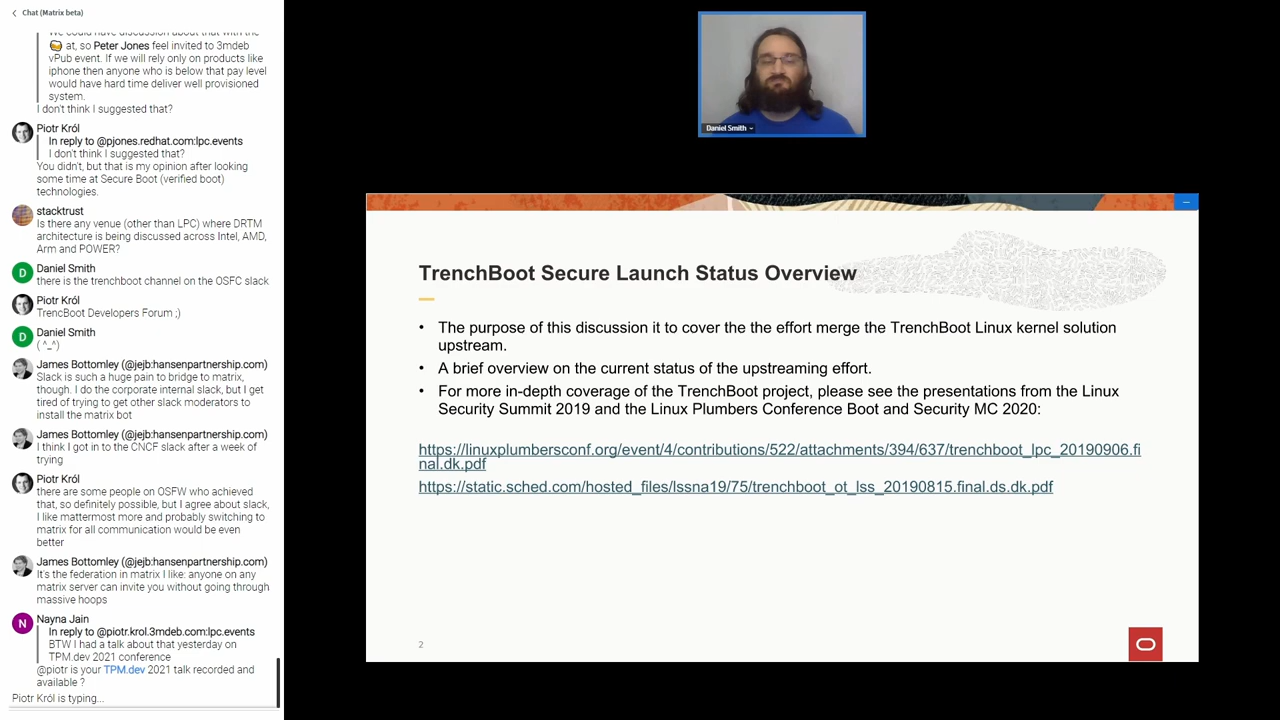 Chat (Matrix beta)
We could have discussion about that with the
at, so Peter Jones feel invited to 3mdeb
vPub event. If we will rely only on products like
iphone then anyone who is below that pay level
would have hard time deliver well provisioned
system.
I don't think I suggested that?
Piotr Król
In reply to @pjones.redhat.com:lpc.events
I don't think I suggested that?
You didn't, but that is my opinion after looking
some time at Secure Boot (verified boot)
technologies.
stacktrust
Is there any venue (other than LPC) where DRTM
architecture is being discussed across Intel, AMD,
Arm and POWER?
D
Daniel Smith
there is the trenchboot channel on the OSFC slack
Piotr Król
TrencBoot Developers Forum ;)
D
Daniel Smith
( ^_^)
James Bottomley (@jejb:hansenpartnership.com)
Slack is such a huge pain to bridge to matrix,
though. I do the corporate internal slack, but I get
tired of trying to get other slack moderators to
install the matrix bot
James Bottomley (@jejb:hansenpartnership.com)
I think I got in to the CNCF slack after a week of
trying
Piotr Król
there are some people on OSFW who achieved
that, so definitely possible, but I agree about slack,
I like mattermost more and probably switching to
matrix for all communication would be even
better
James Bottomley (@jejb:hansenpartnership.com)
It's the federation in matrix I like: anyone on any
matrix server can invite you without going through
massive hoops
N
Nayna Jain
In reply to @piotr.krol.3mdeb.com:lpc.events
BTW I had a talk about that yesterday on
TPM.dev 2021 conference
@piotr is your TPM.dev 2021 talk recorded and
available ?
Piotr Król is typing...
Daniel Smith
TrenchBoot Secure Launch Status Overview
• The purpose of this discussion it to cover the the effort merge the TrenchBoot Linux kernel solution
upstream.
• A brief overview on the current status of the upstreaming effort.
• For more in-depth coverage of the TrenchBoot project, please see the presentations from the Linux
Security Summit 2019 and the Linux Plumbers Conference Boot and Security MC 2020:
https://linuxplumbersconf.org/event/4/contributions/522/attachments/394/637/trenchboot_lpc_20190906.fi
nal.dk.pdf
https://static.sched.com/hosted_files/lssna19/75/trenchboot_ot_lss_20190815.final.ds.dk.pdf
2